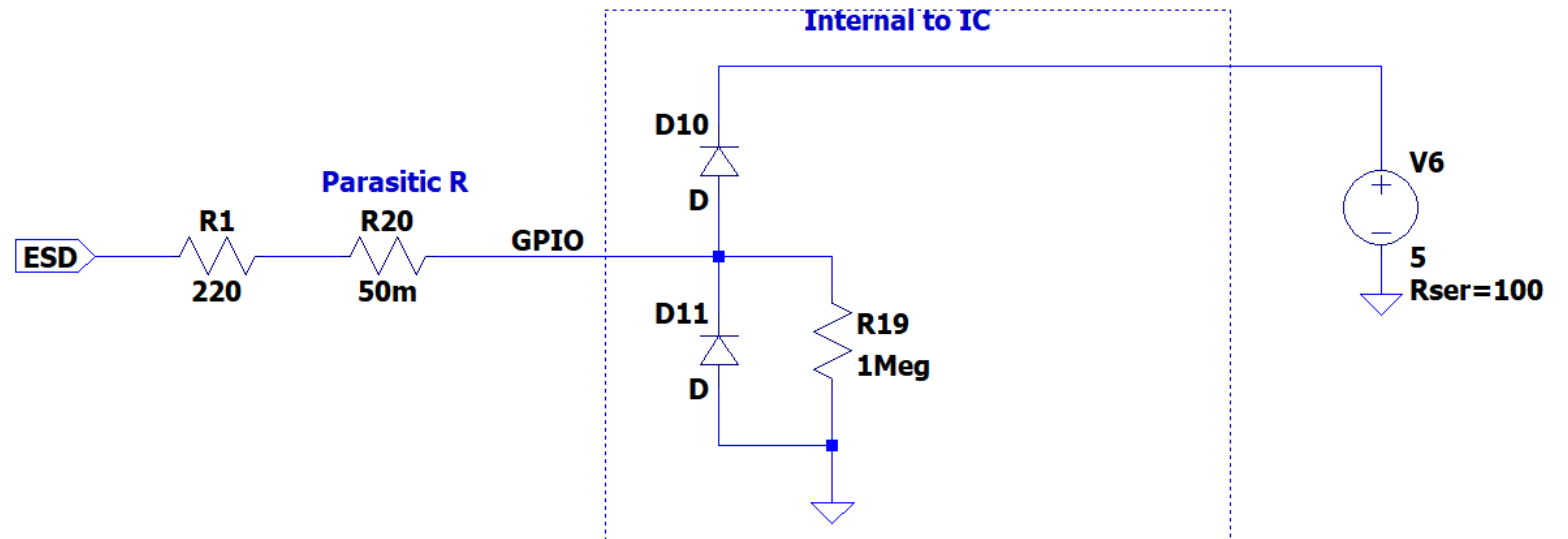 Internal to IC
D10
D
V6
5
Rser=100
Parasitic R
R1
220
R20
50m
ESD
GPIO
D11
D
R19
1Meg